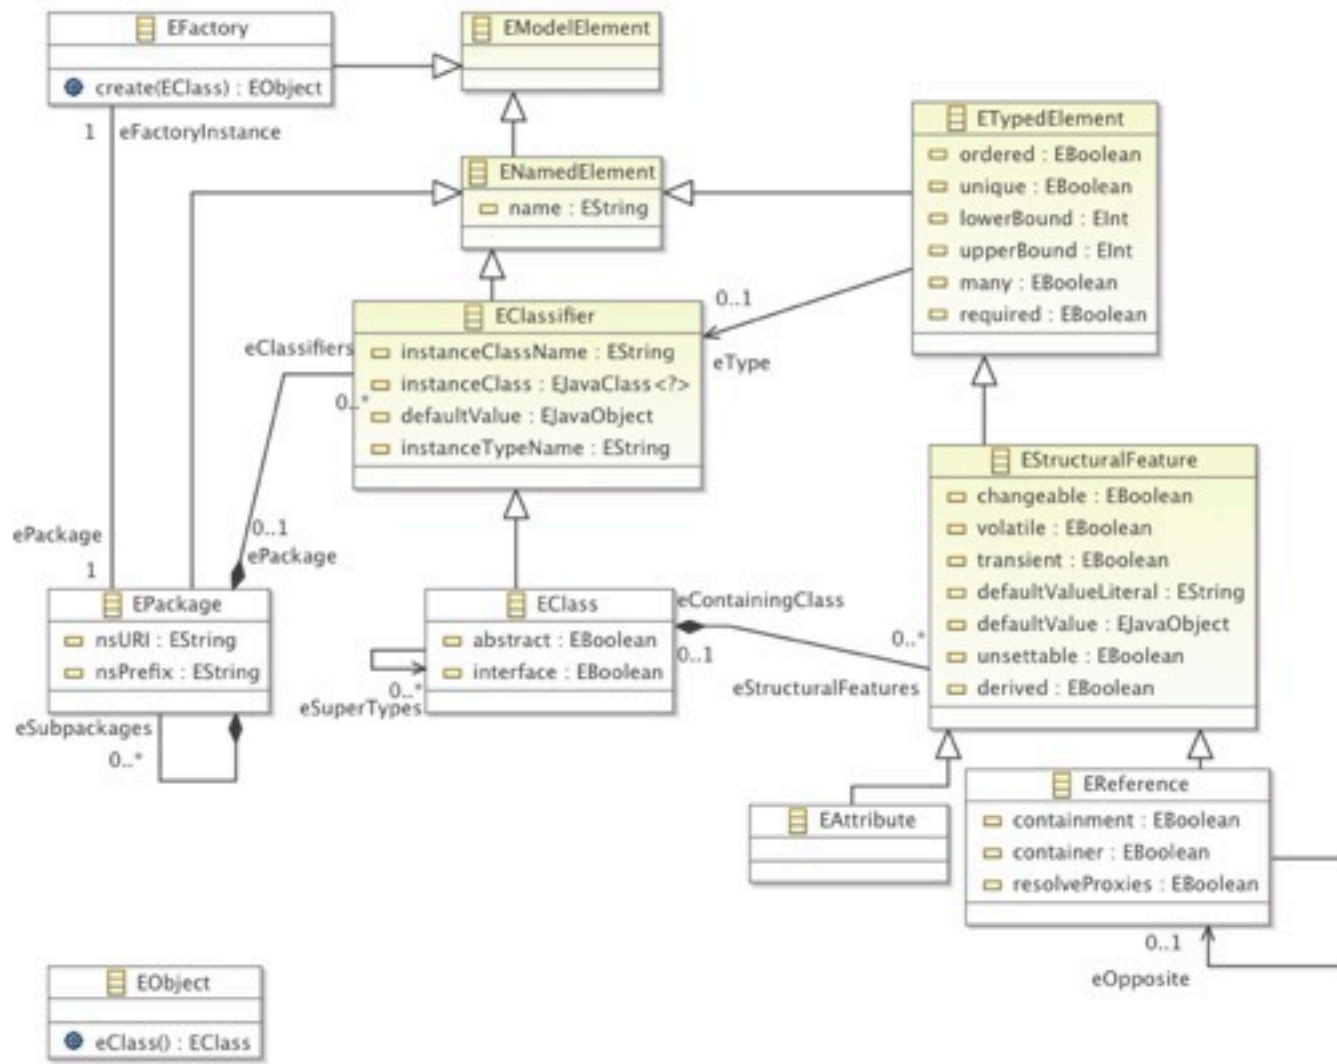 EFactory
create(EClass) : EObject
EModelElement
1 eFactoryInstance
ENamedElement
name : EString
ETypedElement
ordered : EBoolean
unique : EBoolean
lowerBound : EInt
upperBound : EInt
many : EBoolean
required : EBoolean
0..1
eType
EClassifier
instanceClassName : EString
instanceClass : EJavaClass<?>
defaultValue : EJavaObject
instanceTypeName : EString
eClassifiers
0..*
0..1
ePackage
ePackage
1
EPackage
nsURI : EString
nsPrefix : EString
eSubpackages
0..*
EClass
abstract : EBoolean
interface : EBoolean
0..*
eSuperTypes
eContainingClass
0..1
0..*
eStructuralFeatures
EStructuralFeature
changeable : EBoolean
volatile : EBoolean
transient : EBoolean
defaultValueLiteral : EString
defaultValue : EJavaObject
unsettable : EBoolean
derived : EBoolean
EAttribute
EReference
containment : EBoolean
container : EBoolean
resolveProxies : EBoolean
0..1
eOpposite
EObject
eClass() : EClass